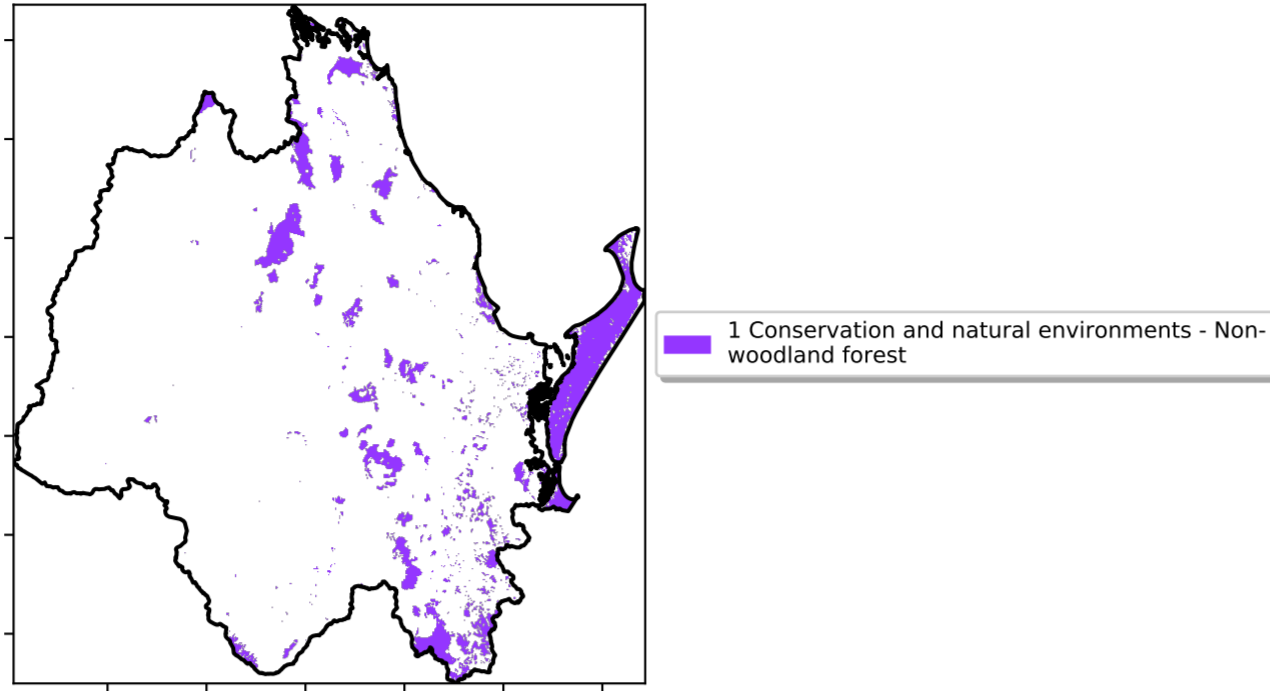 1 Conservation and natural environments - Non-
woodland forest